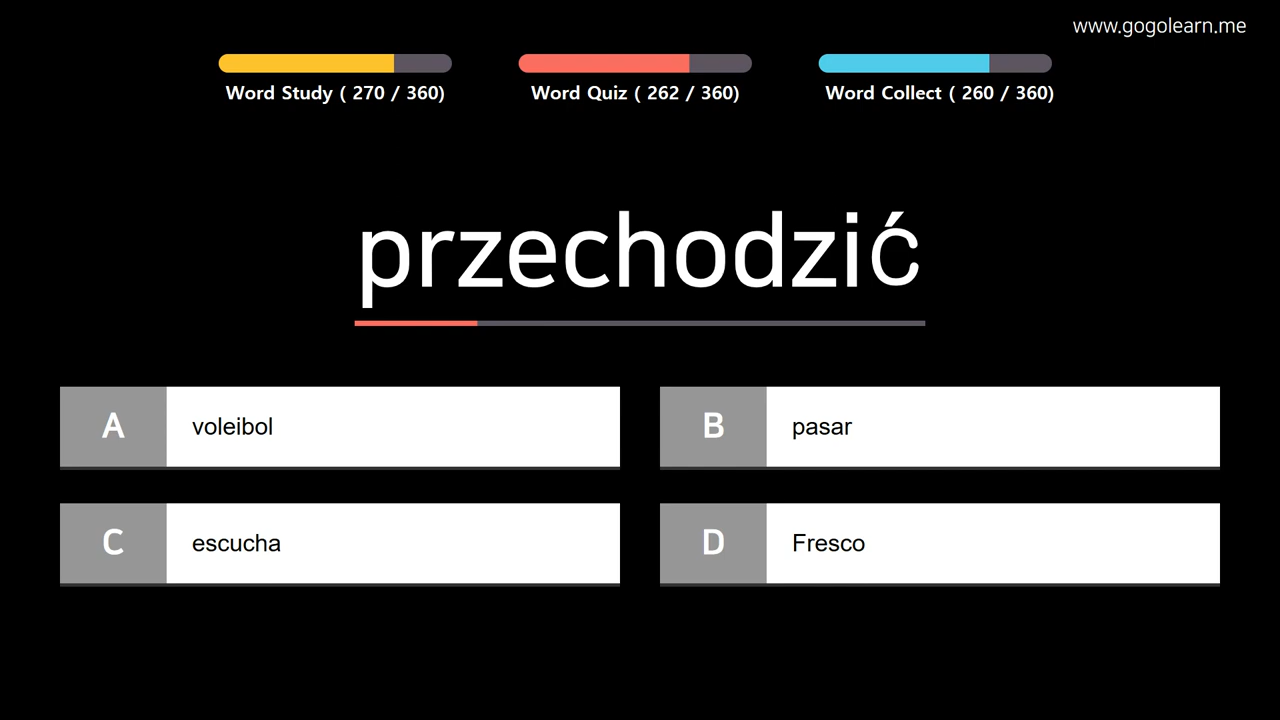 www.gogolearn.me
Word Study ( 270 / 360)
Word Quiz ( 262 / 360)
Word Collect ( 260 / 360)
przechodzić
A voleibol
B pasar
C escucha
D Fresco